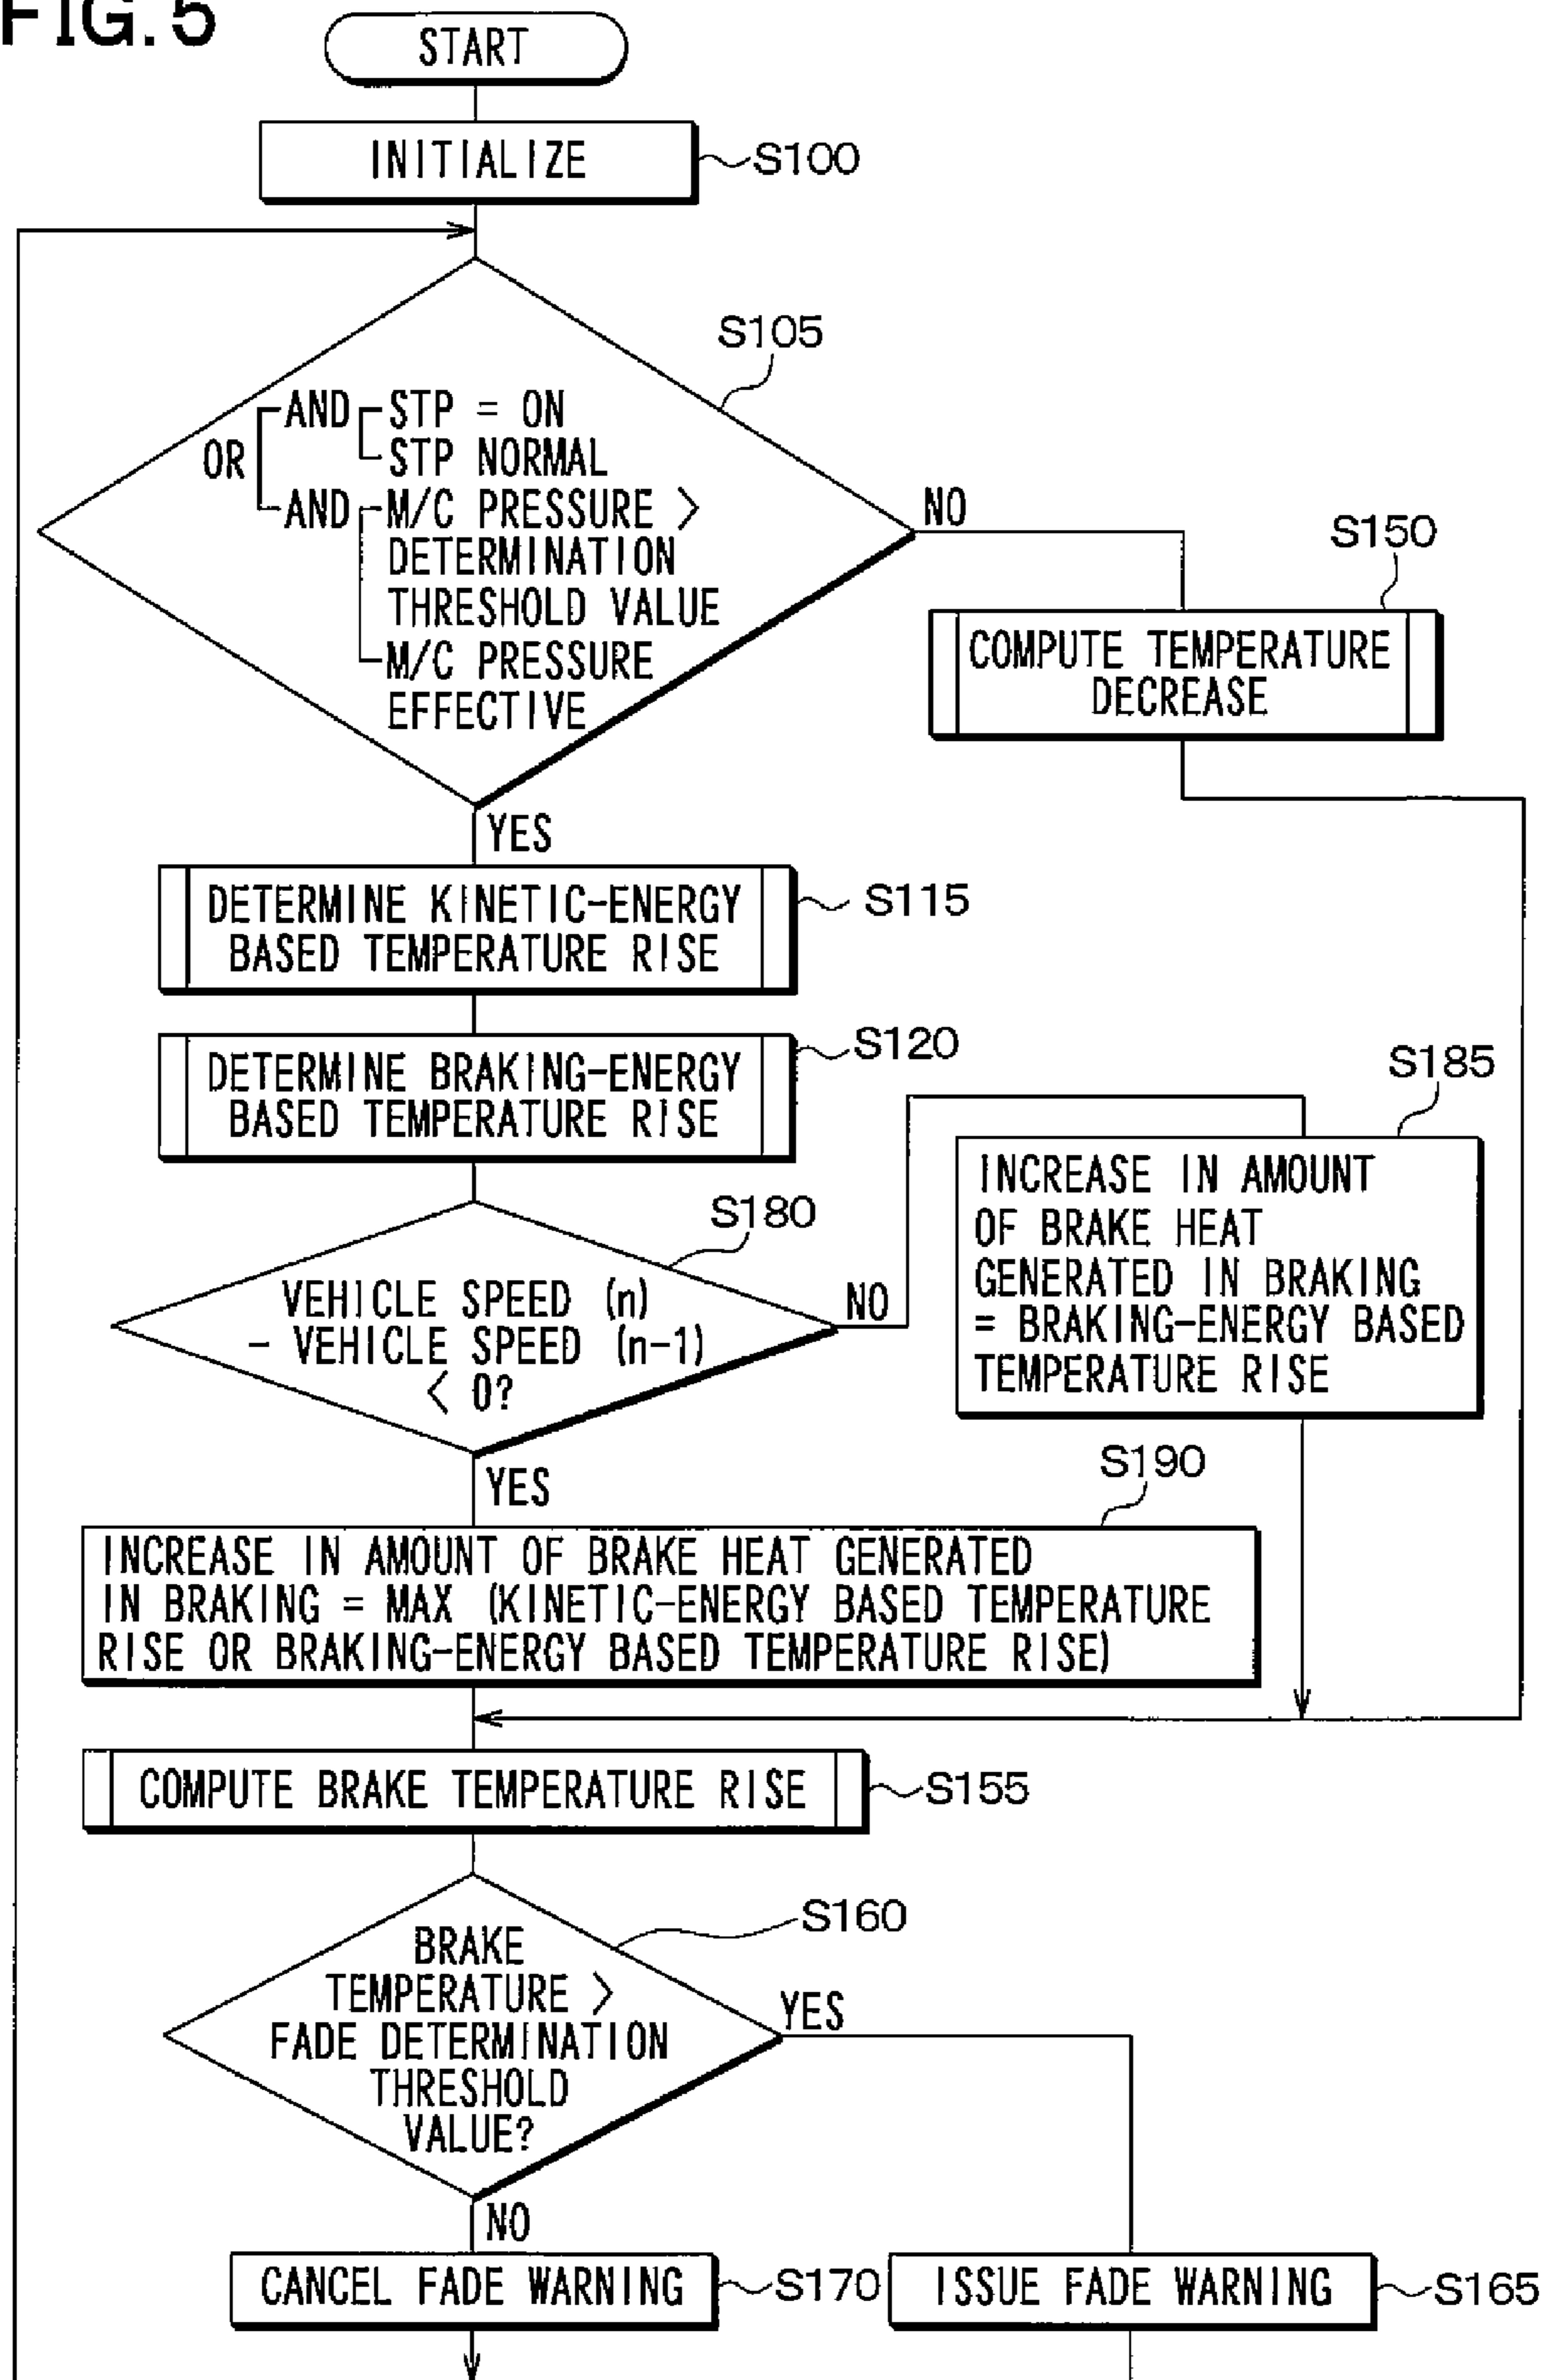 FIG. 5
START
INITIALIZE
S100
S105
OR AND STP = ON
STP NORMAL
AND M/C PRESSURE >
DETERMINATION
THRESHOLD VALUE
M/C PRESSURE
EFFECTIVE
NO
S150
COMPUTE TEMPERATURE
DECREASE
YES
DETERMINE KINETIC-ENERGY
BASED TEMPERATURE RISE
S115
DETERMINE BRAKING-ENERGY
BASED TEMPERATURE RISE
S120
S180
VEHICLE SPEED (n)
- VEHICLE SPEED (n-1)
< 0?
NO
S185
INCREASE IN AMOUNT
OF BRAKE HEAT
GENERATED IN BRAKING
= BRAKING-ENERGY BASED
TEMPERATURE RISE
YES
S190
INCREASE IN AMOUNT OF BRAKE HEAT GENERATED
IN BRAKING = MAX (KINETIC-ENERGY BASED TEMPERATURE
RISE OR BRAKING-ENERGY BASED TEMPERATURE RISE)
COMPUTE BRAKE TEMPERATURE RISE
S155
S160
BRAKE
TEMPERATURE >
FADE DETERMINATION
THRESHOLD
VALUE?
YES
NO
CANCEL FADE WARNING
S170
ISSUE FADE WARNING
S165